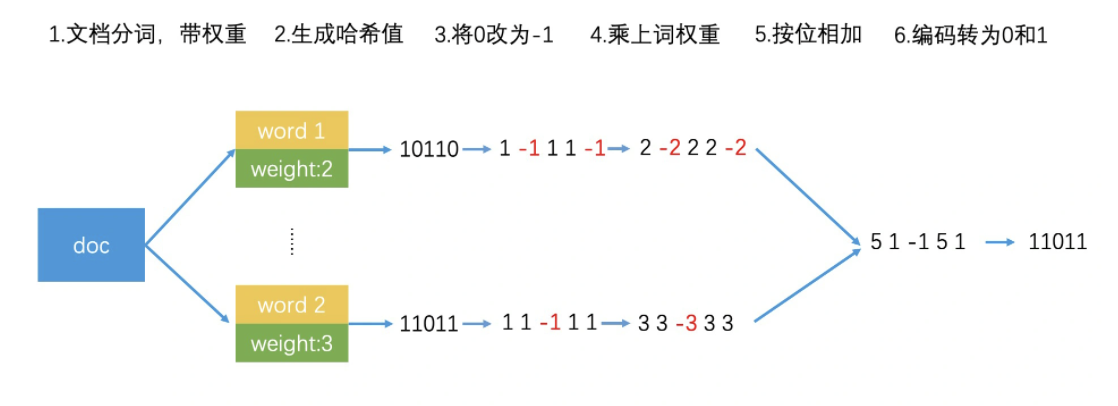 1.文档分词，带权重 2.生成哈希值 3.将0改为-1 4.乘上词权重 5.按位相加 6.编码转为0和1
word 1
10110 1 -1 1 1 -1 2 -2 2 2 -2
weight:2
doc
5 1 -1 5 1 11011
word 2
11011 1 1 -1 1 1 3 3 -3 3 3
weight:3